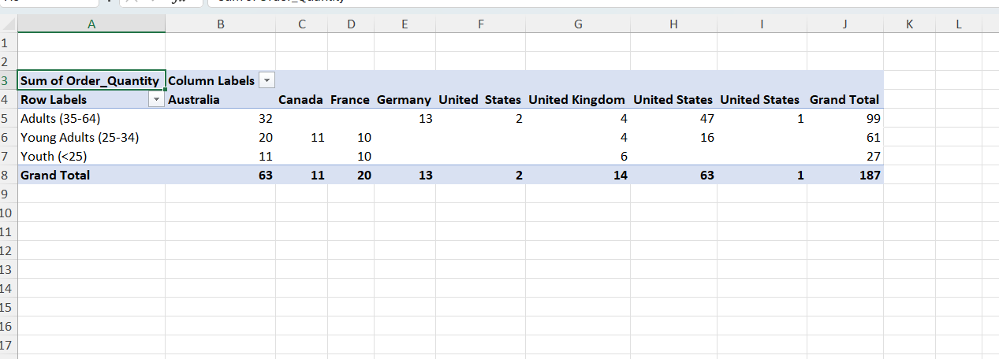 A B C D E F G H I J K L
1
2
3 Sum of Order_Quantity Column Labels
4 Row Labels Australia Canada France Germany United  States United Kingdom United States United States Grand Total
5 Adults (35-64) 32 13 2 4 47 1 99
6 Young Adults (25-34) 20 11 10 4 16 61
7 Youth (<25) 11 10 6 27
8 Grand Total 63 11 20 13 2 14 63 1 187
9
10
11
12
13
14
15
16
17